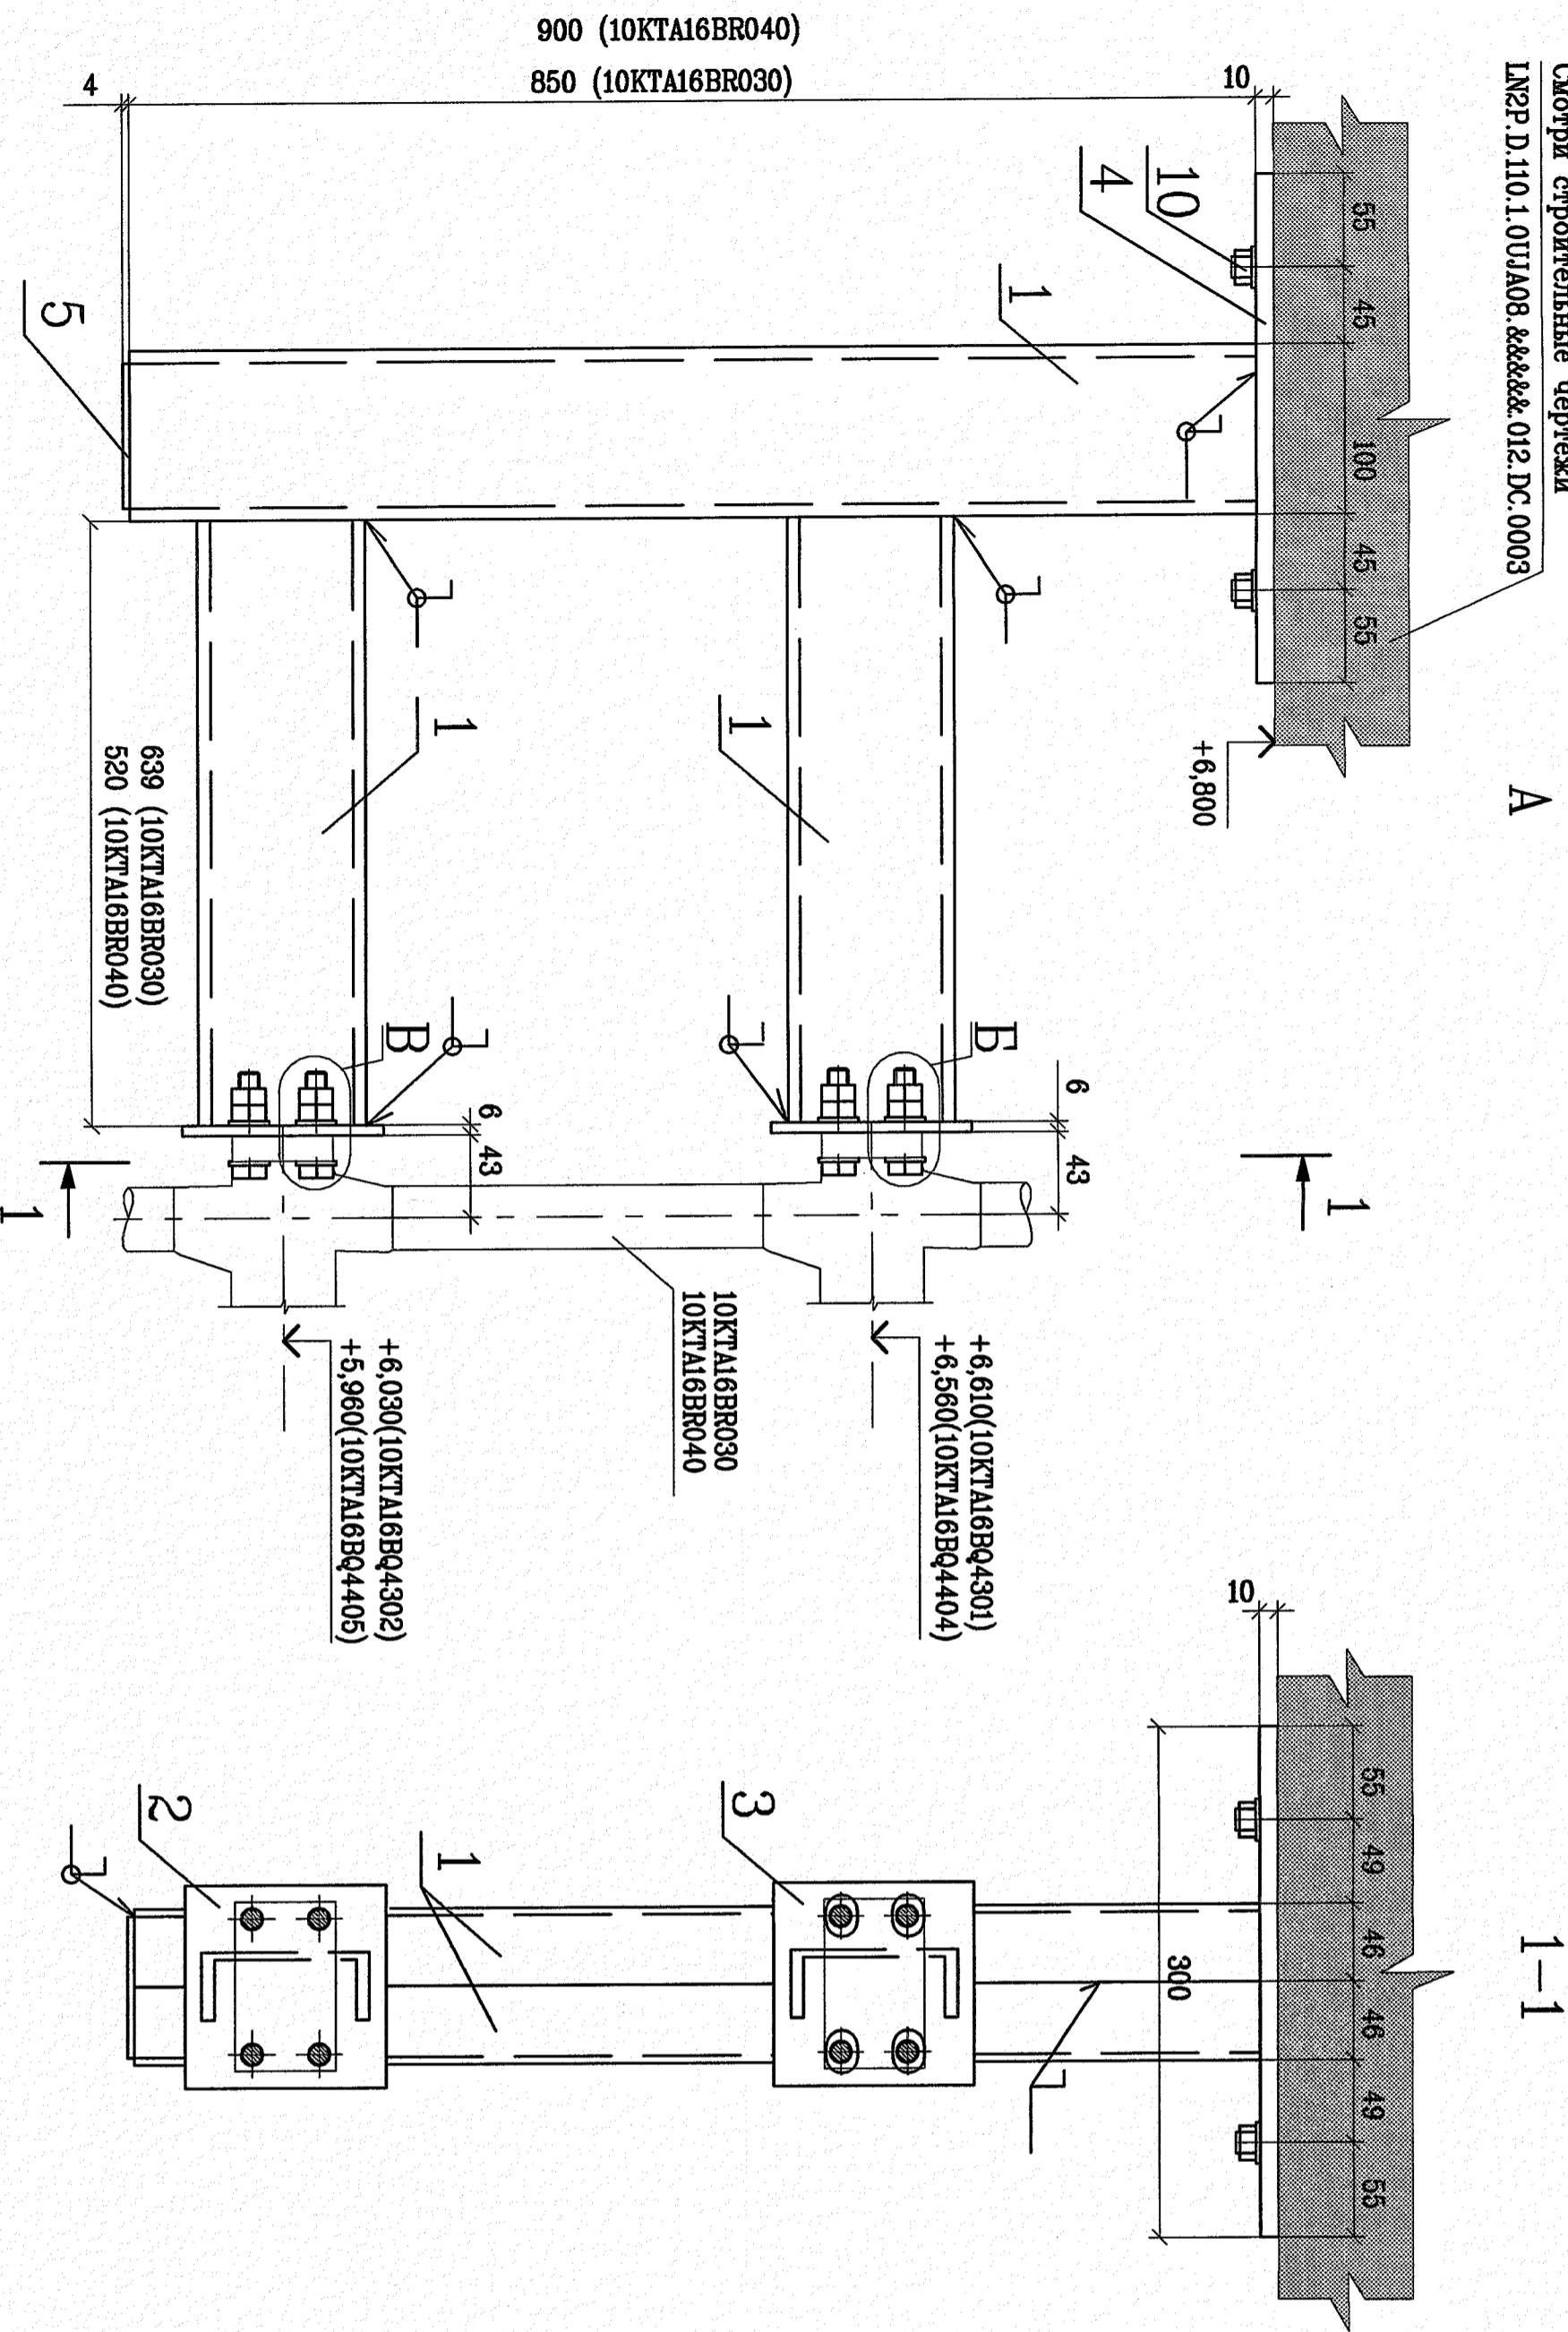 Смотри строительные чертежи
LN2P.D.110.1.0UJA08.&&&&&.012.DC.0003
А
1-1
900 (10KTA16BR040)
850 (10KTA16BR030)
4
10
55
45
100
45
55
10
4
1
5
+6,800
1
1
639 (10KTA16BR030)
520 (10KTA16BR040)
Б
В
6
43
6
43
1
1
10KTA16BR030
10KTA16BR040
+6,610(10KTA16BQ4301)
+6,560(10KTA16BQ4404)
+6,030(10KTA16BQ4302)
+5,960(10KTA16BQ4405)
10
55
49
46
46
49
55
300
3
1
2